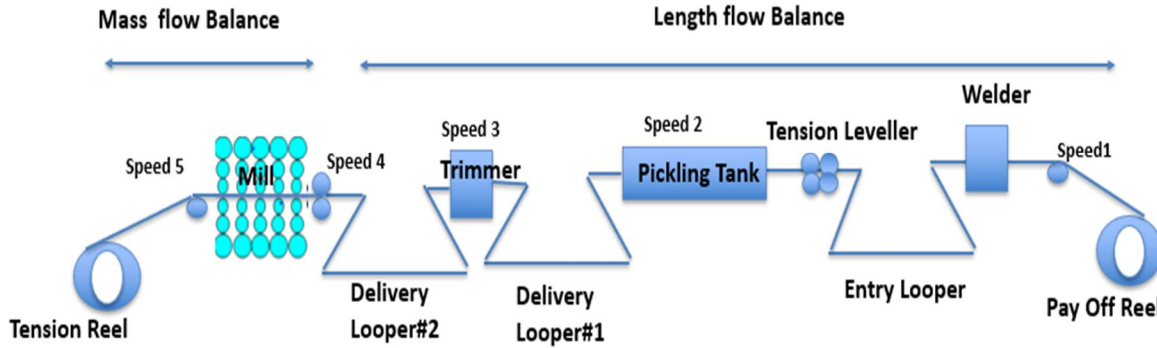 Mass flow Balance
Length flow Balance
Welder
Speed 3
Speed 2
Tension Leveller
Speed 5
Speed 4
Speed1
Mill
Trimmer
Pickling Tank
Delivery
Looper#2
Delivery
Looper#1
Entry Looper
Pay Off Reel
Tension Reel